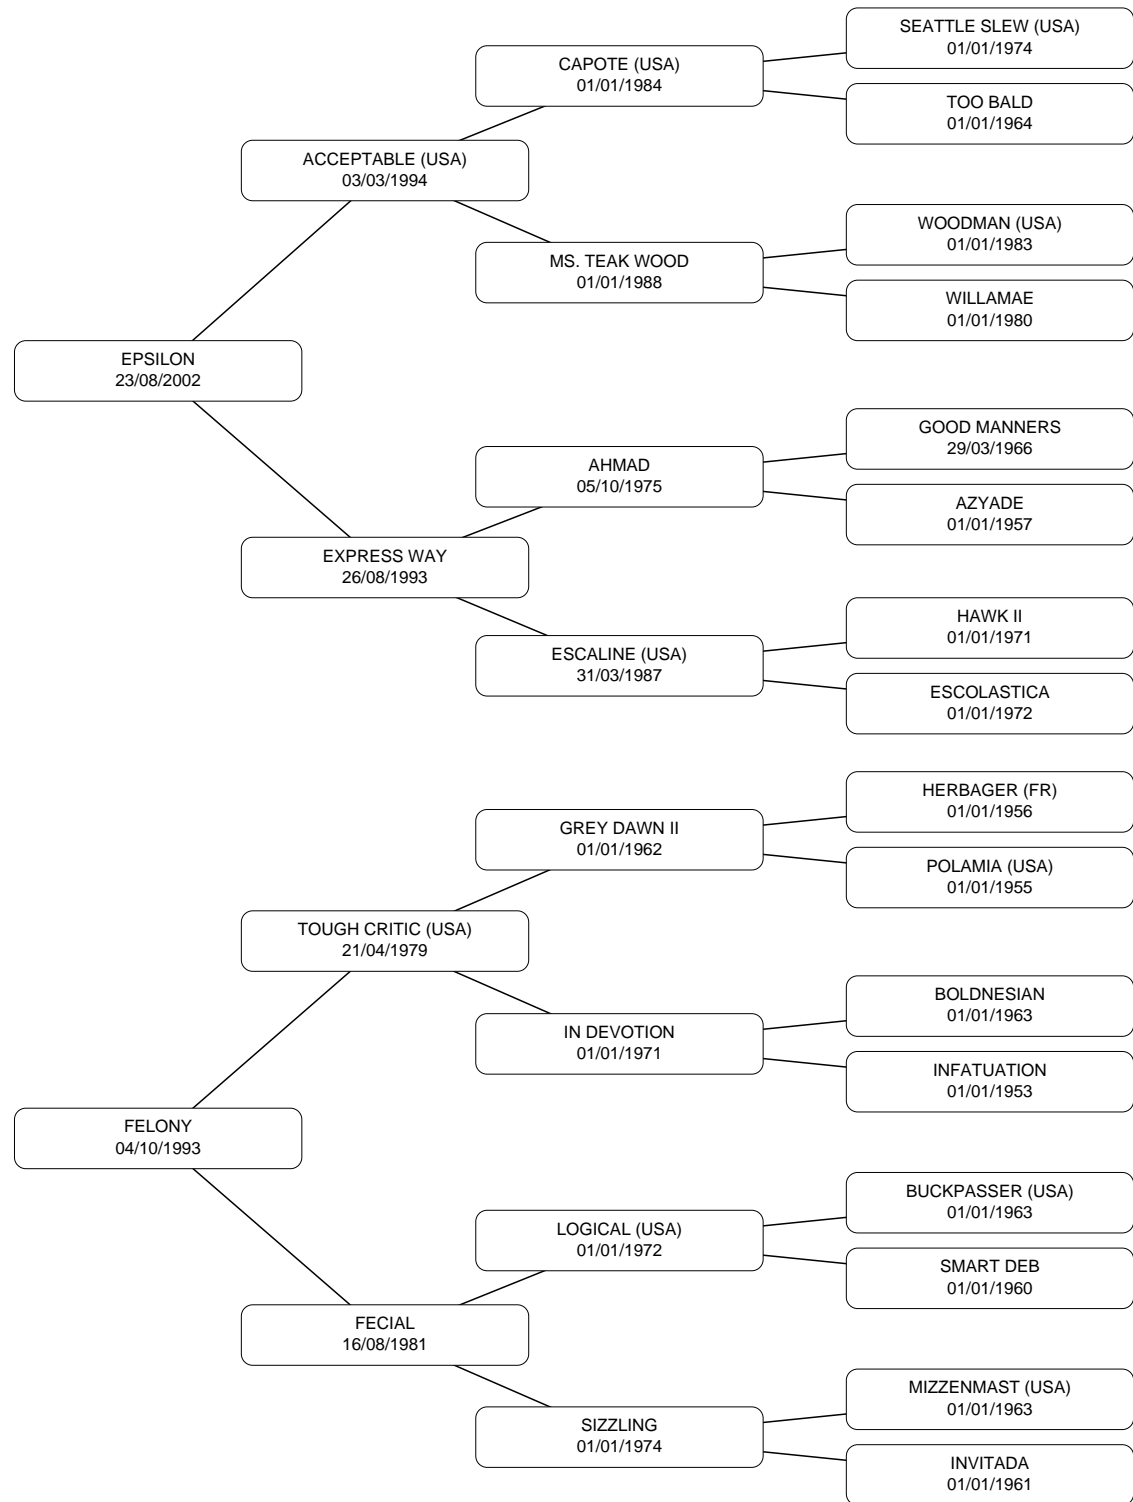 SEATTLE SLEW (USA)
01/01/1974
CAPOTE (USA)
01/01/1984
TOO BALD
01/01/1964
ACCEPTABLE (USA)
03/03/1994
WOODMAN (USA)
01/01/1983
MS. TEAK WOOD
01/01/1988
WILLAMAE
01/01/1980
EPSILON
23/08/2002
GOOD MANNERS
29/03/1966
AHMAD
05/10/1975
AZYADE
01/01/1957
EXPRESS WAY
26/08/1993
HAWK II
01/01/1971
ESCALINE (USA)
31/03/1987
ESCOLASTICA
01/01/1972
HERBAGER (FR)
01/01/1956
GREY DAWN II
01/01/1962
POLAMIA (USA)
01/01/1955
TOUGH CRITIC (USA)
21/04/1979
BOLDNESIAN
01/01/1963
IN DEVOTION
01/01/1971
INFATUATION
01/01/1953
FELONY
04/10/1993
BUCKPASSER (USA)
01/01/1963
LOGICAL (USA)
01/01/1972
SMART DEB
01/01/1960
FECIAL
16/08/1981
MIZZENMAST (USA)
01/01/1963
SIZZLING
01/01/1974
INVITADA
01/01/1961